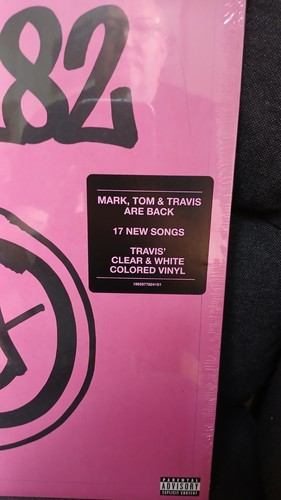 82
MARK, TOM & TRAVIS
ARE BACK
17 NEW SONGS
TRAVIS'
CLEAR & WHITE
COLORED VINYL
PARENTAL
ADVISORY
EXPLICIT CONTENT